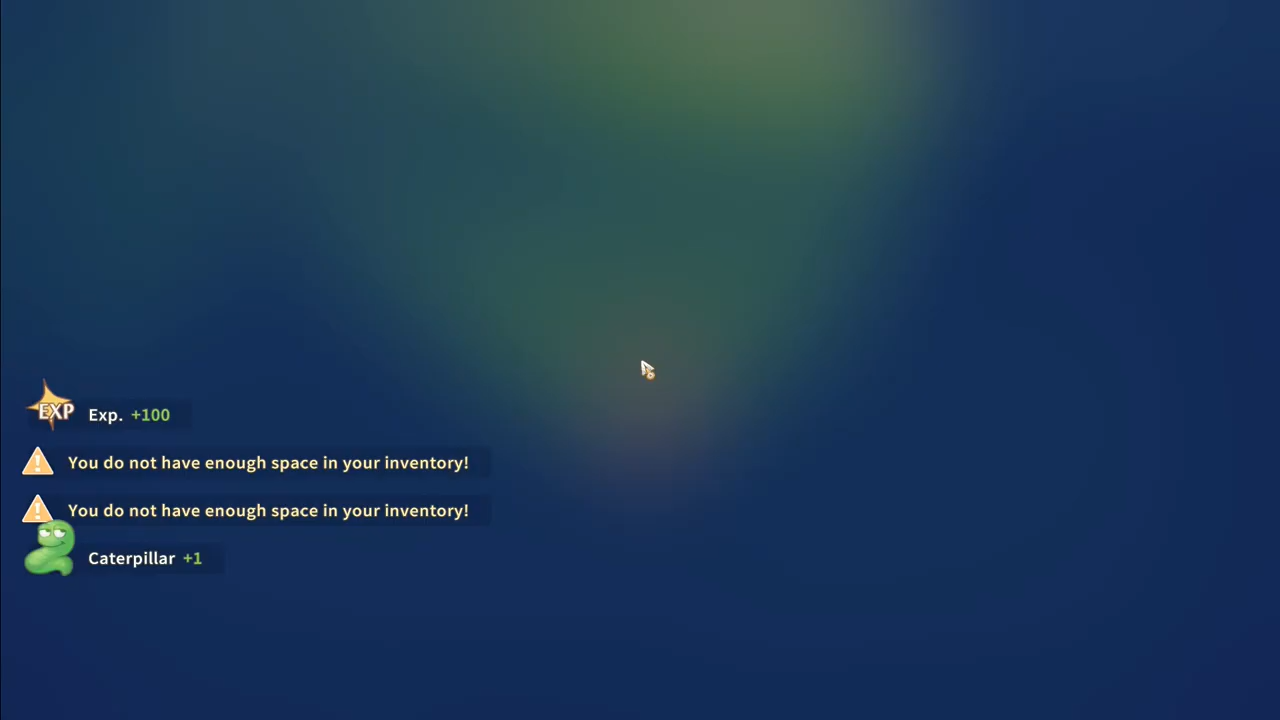 EXP Exp. +100
You do not have enough space in your inventory!
You do not have enough space in your inventory!
Caterpillar +1